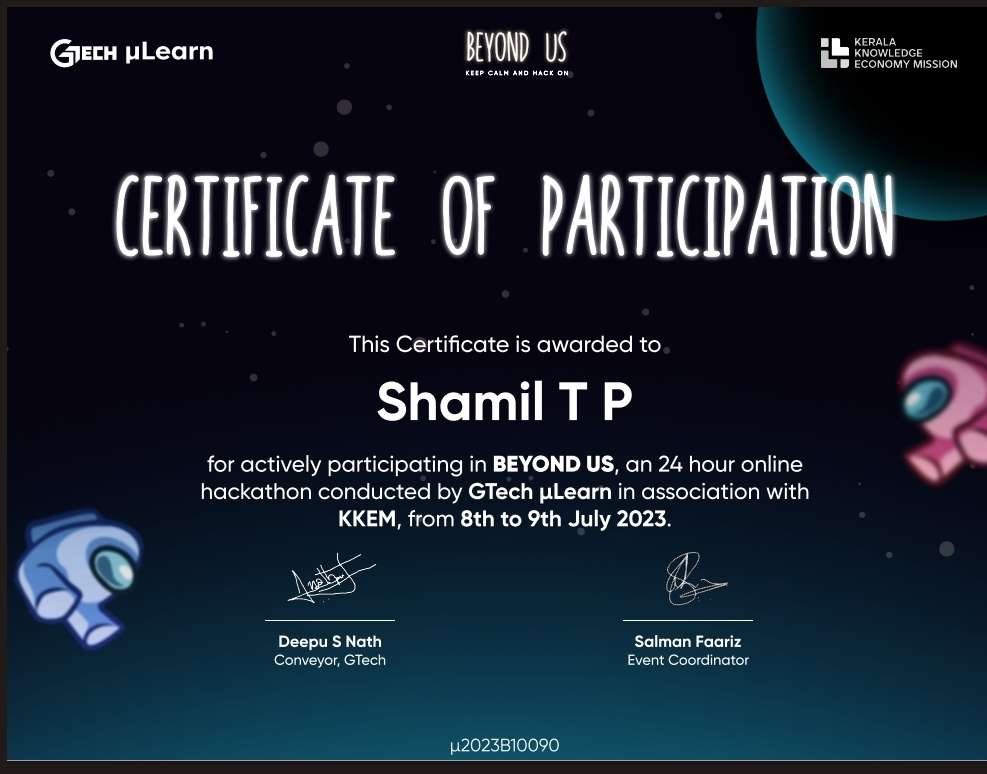 GTECH µLearn
BEYOND US
KEEP CALM AND HACK ON
KERALA
KNOWLEDGE
ECONOMY MISSION
CERTIFICATE OF PARTICIPATION
This Certificate is awarded to
Shamil T P
for actively participating in BEYOND US, an 24 hour online
hackathon conducted by GTech µLearn in association with
KKEM, from 8th to 9th July 2023.
Deepu S Nath
Conveyor, GTech
Salman Faariz
Event Coordinator
µ2023B10090